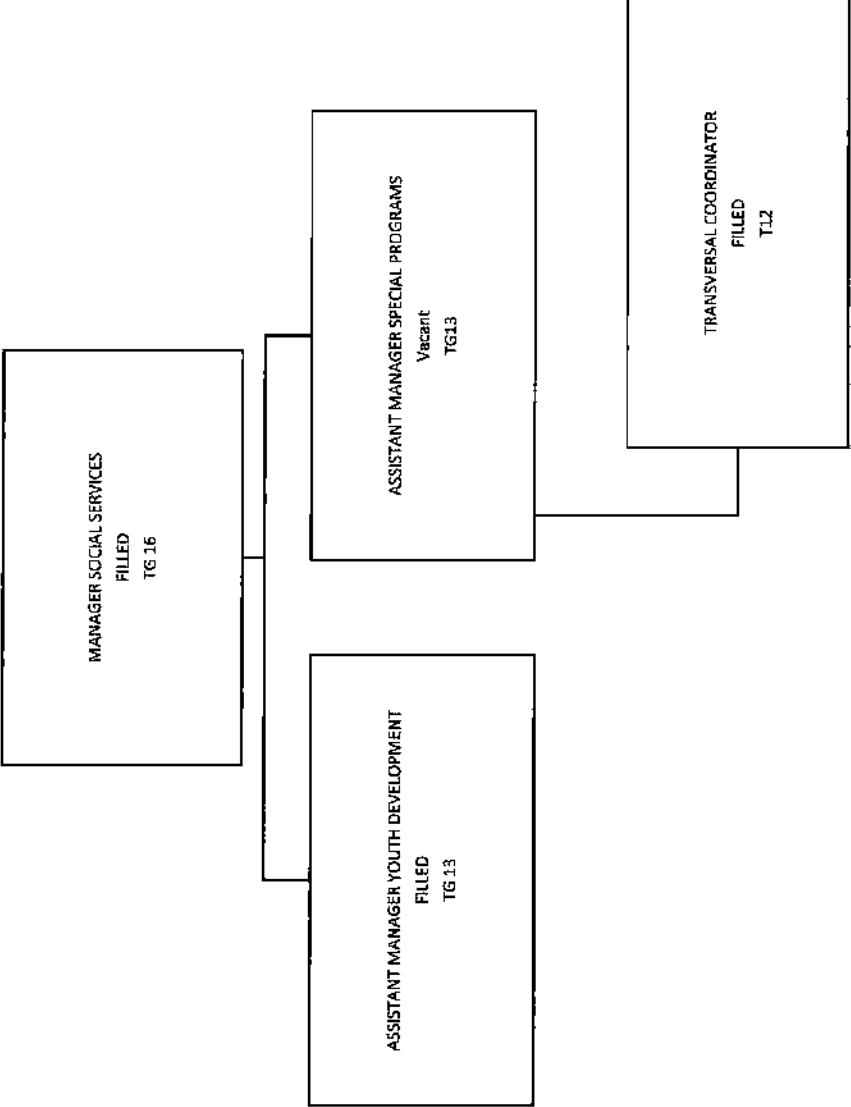 MANAGER SOCIAL SERVICES
FILLED
TG 16
ASSISTANT MANAGER YOUTH DEVELOPMENT
FILLED
TG 13
ASSISTANT MANAGER SPECIAL PROGRAMS
Vacant
TG13
TRANSVERSAL COORDINATOR
FILLED
T12